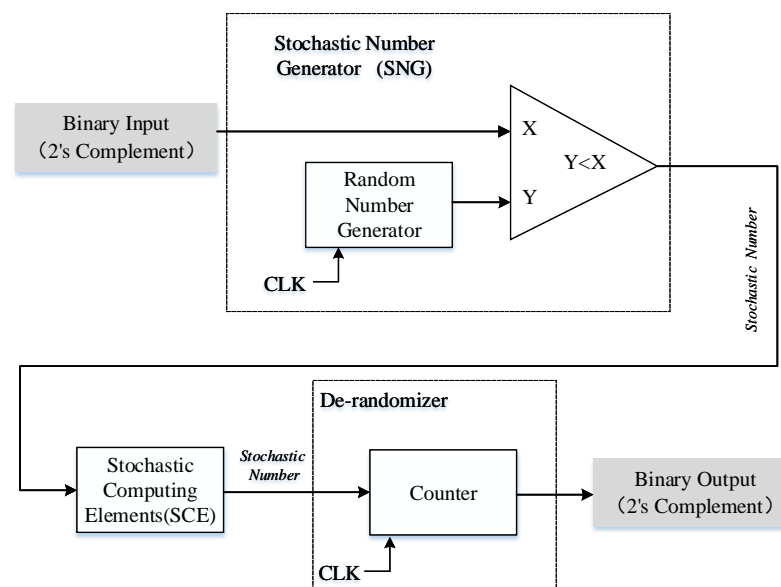 Stochastic Number
Generator (SNG)
Binary Input
（2's Complement）
X
Y<X
Y
Random
Number
Generator
CLK
Stochastic Number
De-randomizer
Stochastic
Computing
Elements(SCE)
Stochastic
Number
Counter
CLK
Binary Output
（2's Complement）